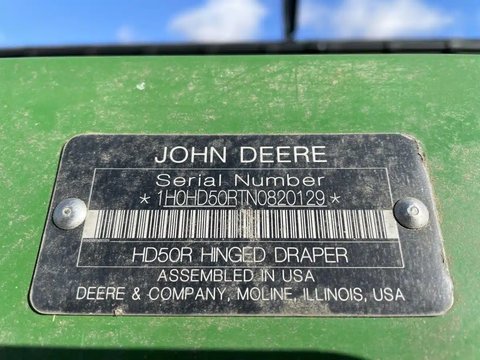 JOHN DEERE
Serial Number
*1H0HD50RTN0820129*
HD50R HINGED DRAPER
ASSEMBLED IN USA
DEERE & COMPANY, MOLINE, ILLINOIS, USA